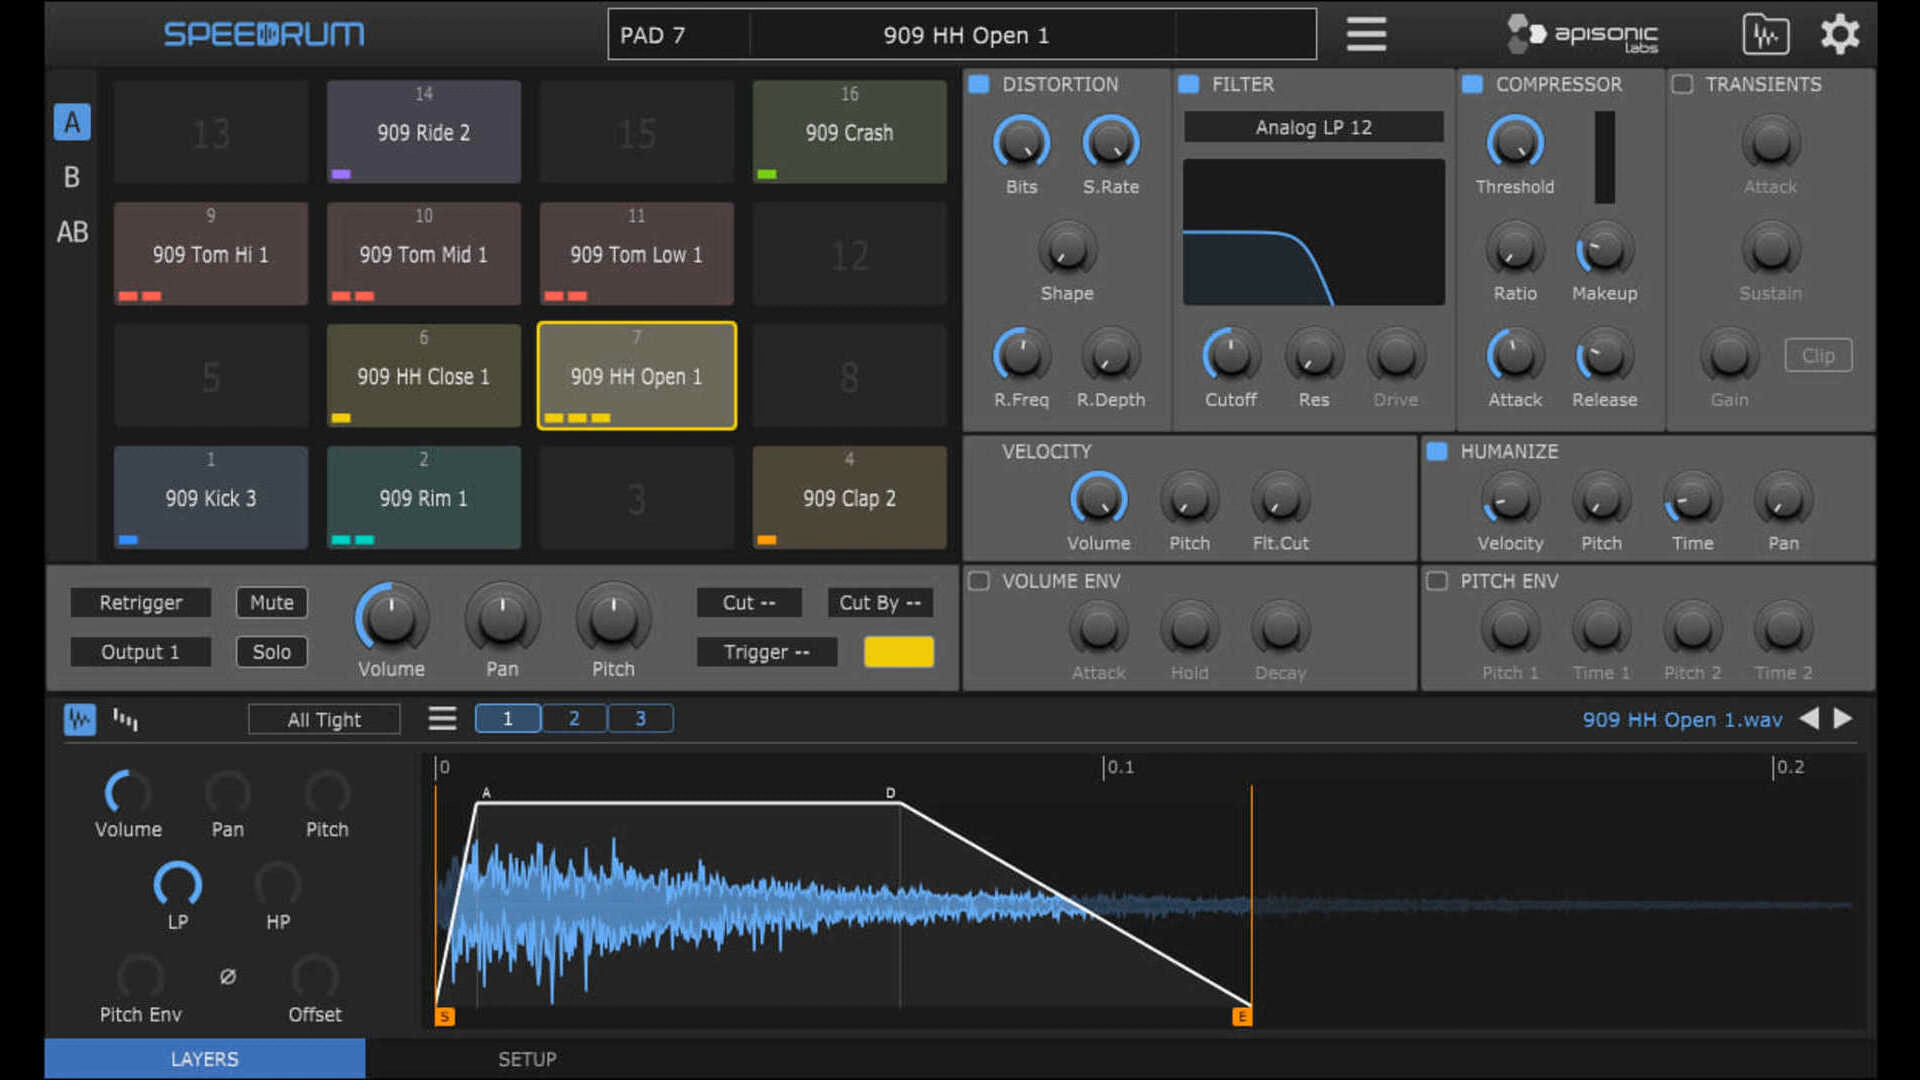 SPEEDRUM
PAD 7
909 HH Open 1
apisonic
labs
A
B
AB
13
14
909 Ride 2
15
16
909 Crash
9
909 Tom Hi 1
10
909 Tom Mid 1
11
909 Tom Low 1
12
5
6
909 HH Close 1
7
909 HH Open 1
8
1
909 Kick 3
2
909 Rim 1
3
4
909 Clap 2
DISTORTION
Bits
S.Rate
Shape
R.Freq
R.Depth
FILTER
Analog LP 12
Cutoff
Res
Drive
COMPRESSOR
Threshold
Ratio
Makeup
Attack
Release
TRANSIENTS
Attack
Sustain
Gain
Clip
VELOCITY
Volume
Pitch
Flt.Cut
HUMANIZE
Velocity
Pitch
Time
Pan
Retrigger
Mute
Output 1
Solo
Volume
Pan
Pitch
Cut --
Cut By --
Trigger --
VOLUME ENV
Attack
Hold
Decay
PITCH ENV
Pitch 1
Time 1
Pitch 2
Time 2
All Tight
1
2
3
909 HH Open 1.wav
Volume
Pan
Pitch
LP
HP
Pitch Env
Ø
Offset
0
0.1
0.2
A
D
S
E
LAYERS
SETUP